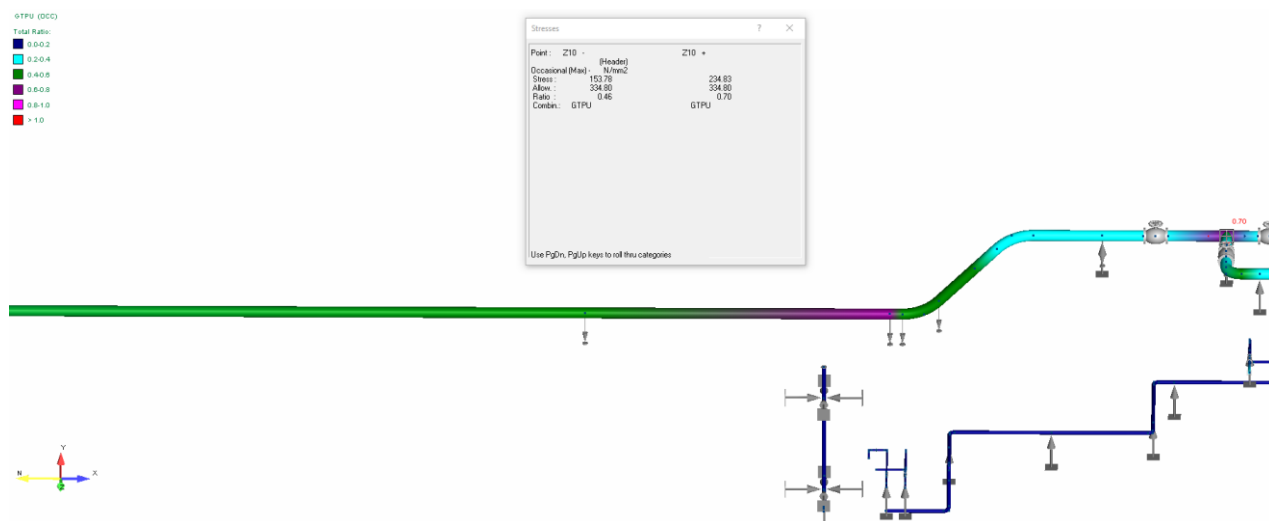 GTPU (OCC)
Total Ratio:
0.0-0.2
0.2-0.4
0.4-0.6
0.6-0.8
0.8-1.0
> 1.0
Stresses ? ×
Point : Z10 - Z10 +
(Header)
Occasional (Max) - N/mm2
Stress : 153.78 234.83
Allow. : 334.80 334.80
Ratio : 0.46 0.70
Combin.: GTPU GTPU
Use PgDn, PgUp keys to roll thru categories
0.70
Y
N X